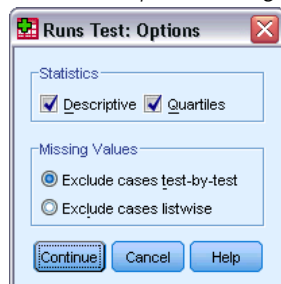 Runs Test: Options
Statistics
Descriptive Quartiles
Missing Values
Exclude cases test-by-test
Exclude cases listwise
Continue Cancel Help